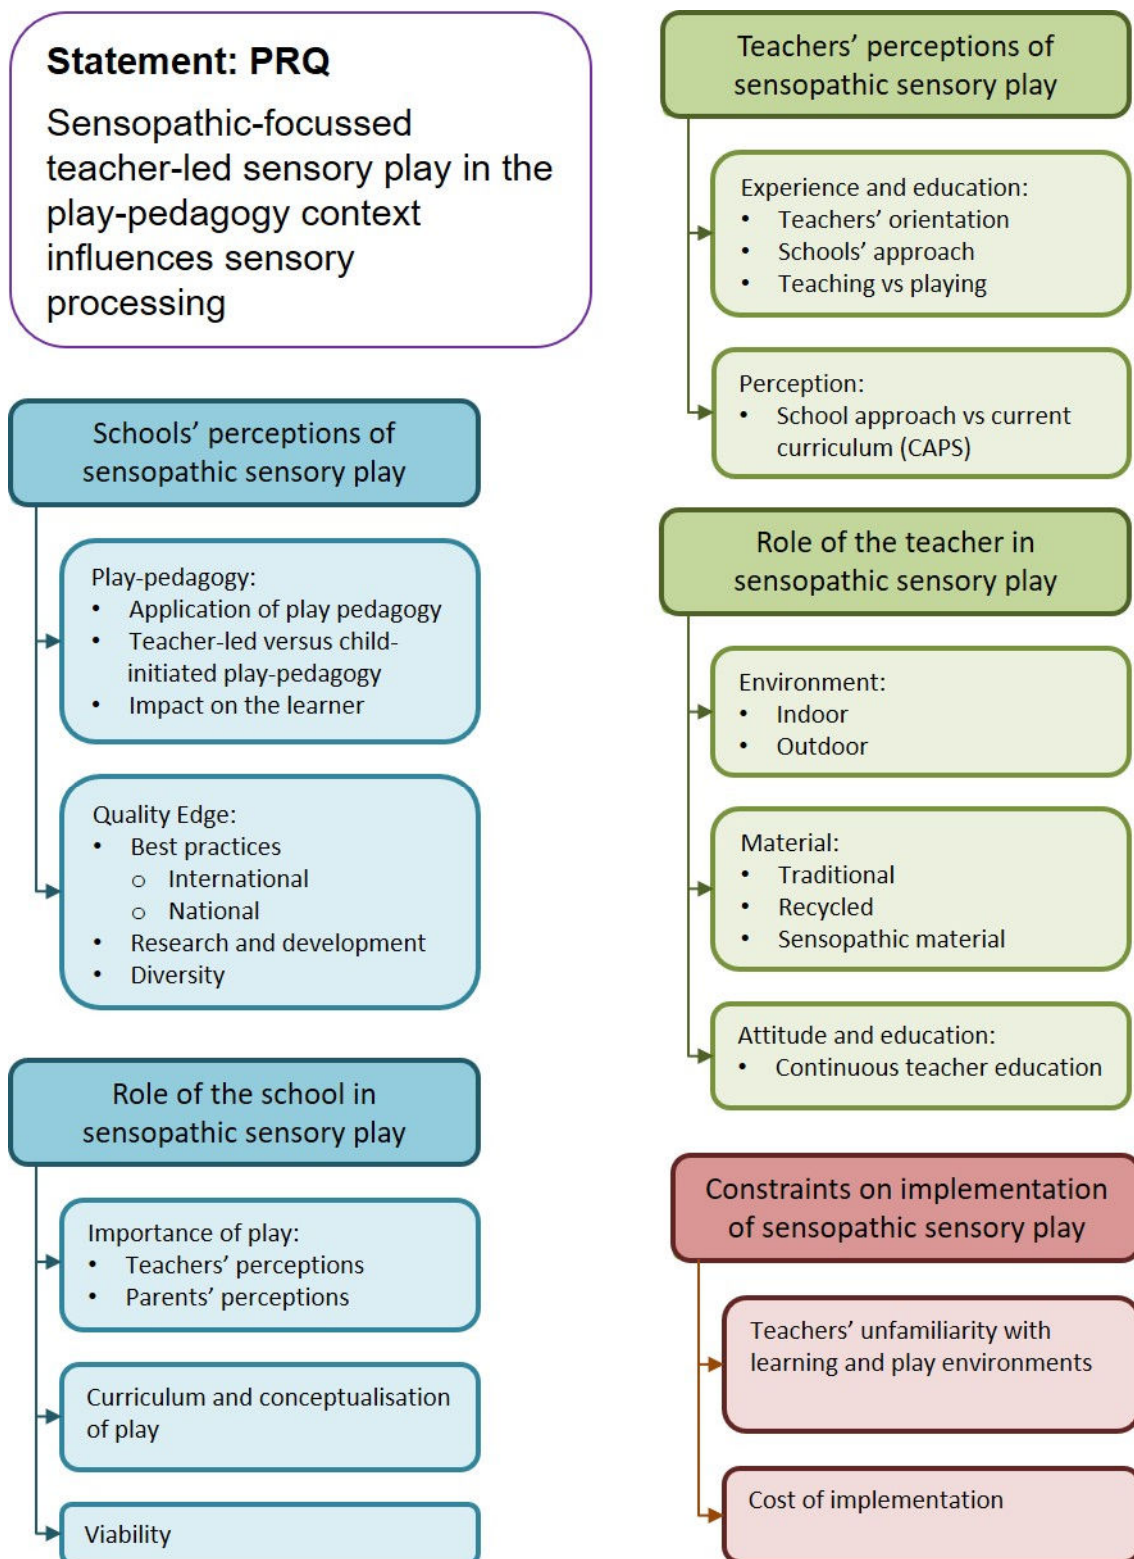 Statement: PRQ
Sensopathic-focussed
teacher-led sensory play in the
play-pedagogy context
influences sensory
processing
Schools’ perceptions of
sensopathic sensory play
Play-pedagogy:
• Application of play pedagogy
• Teacher-led versus child-
initiated play-pedagogy
• Impact on the learner
Quality Edge:
• Best practices
o International
o National
• Research and development
• Diversity
Role of the school in
sensopathic sensory play
Importance of play:
• Teachers’ perceptions
• Parents’ perceptions
Curriculum and conceptualisation
of play
Viability
Teachers’ perceptions of
sensopathic sensory play
Experience and education:
• Teachers’ orientation
• Schools’ approach
• Teaching vs playing
Perception:
• School approach vs current
curriculum (CAPS)
Role of the teacher in
sensopathic sensory play
Environment:
• Indoor
• Outdoor
Material:
• Traditional
• Recycled
• Sensopathic material
Attitude and education:
• Continuous teacher education
Constraints on implementation
of sensopathic sensory play
Teachers’ unfamiliarity with
learning and play environments
Cost of implementation